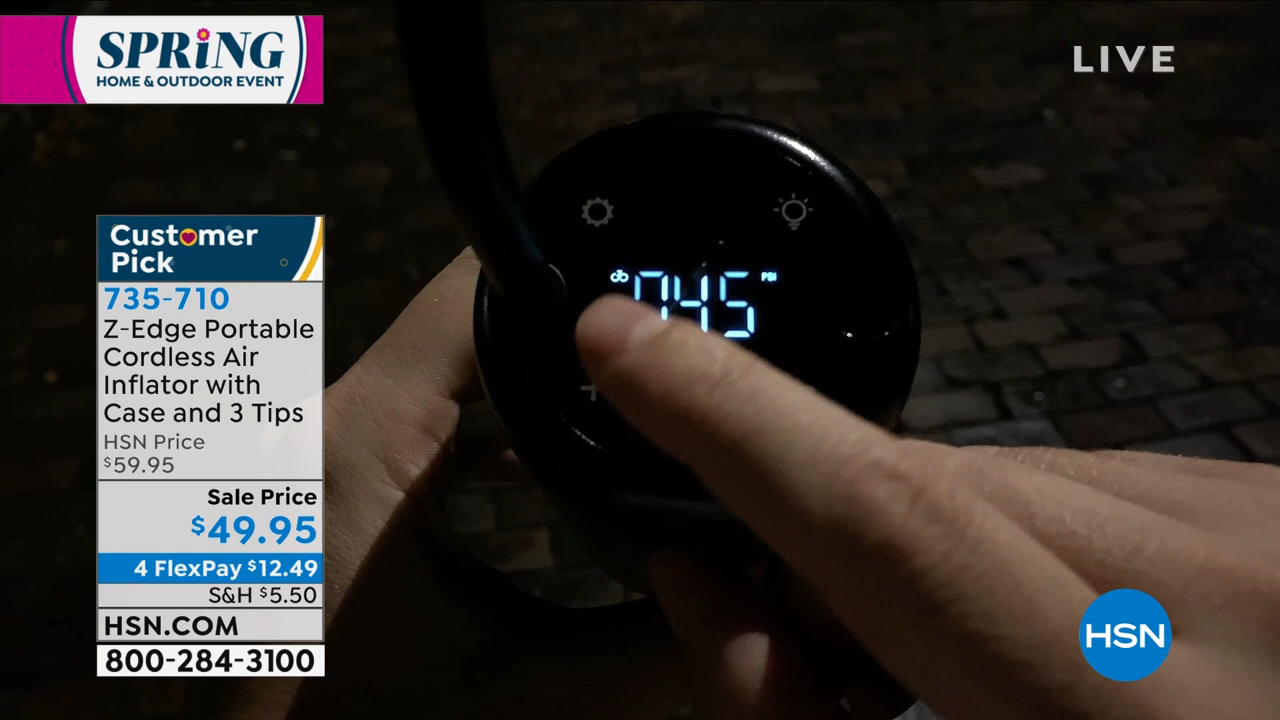 SPRING
HOME & OUTDOOR EVENT
LIVE
Customer
Pick
735-710
Z-Edge Portable
Cordless Air
Inflator with
Case and 3 Tips
HSN Price
$59.95
Sale Price
$49.95
4 FlexPay $12.49
S&H $5.50
HSN.COM
800-284-3100
045 PSI
+
HSN